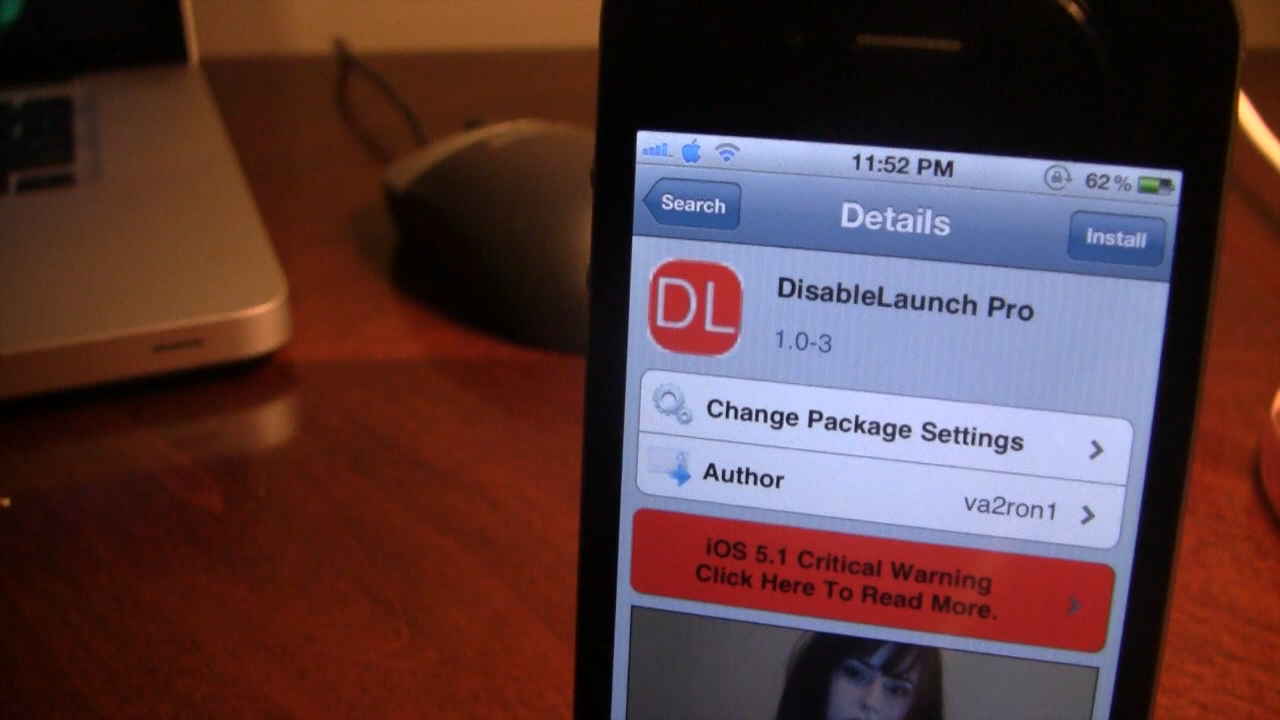 11:52 PM
62%
Search
Details
Install
DL
DisableLaunch Pro
1.0-3
Change Package Settings
Author
va2ron1
iOS 5.1 Critical Warning
Click Here To Read More.